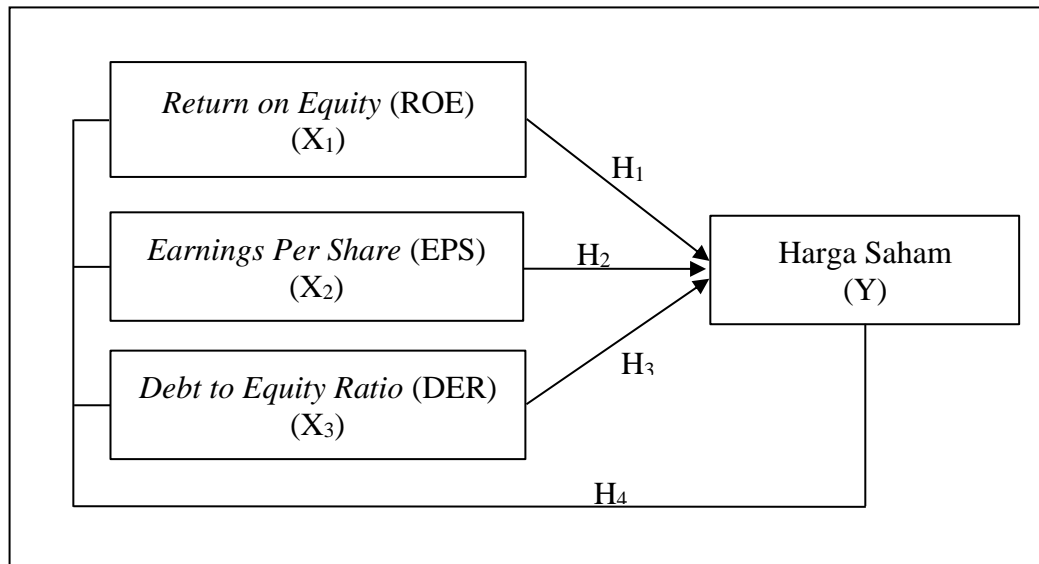 Return on Equity (ROE)
(X₁)
H₁
Earnings Per Share (EPS)
(X₂)
H₂
Harga Saham
(Y)
Debt to Equity Ratio (DER)
(X₃)
H₃
H₄